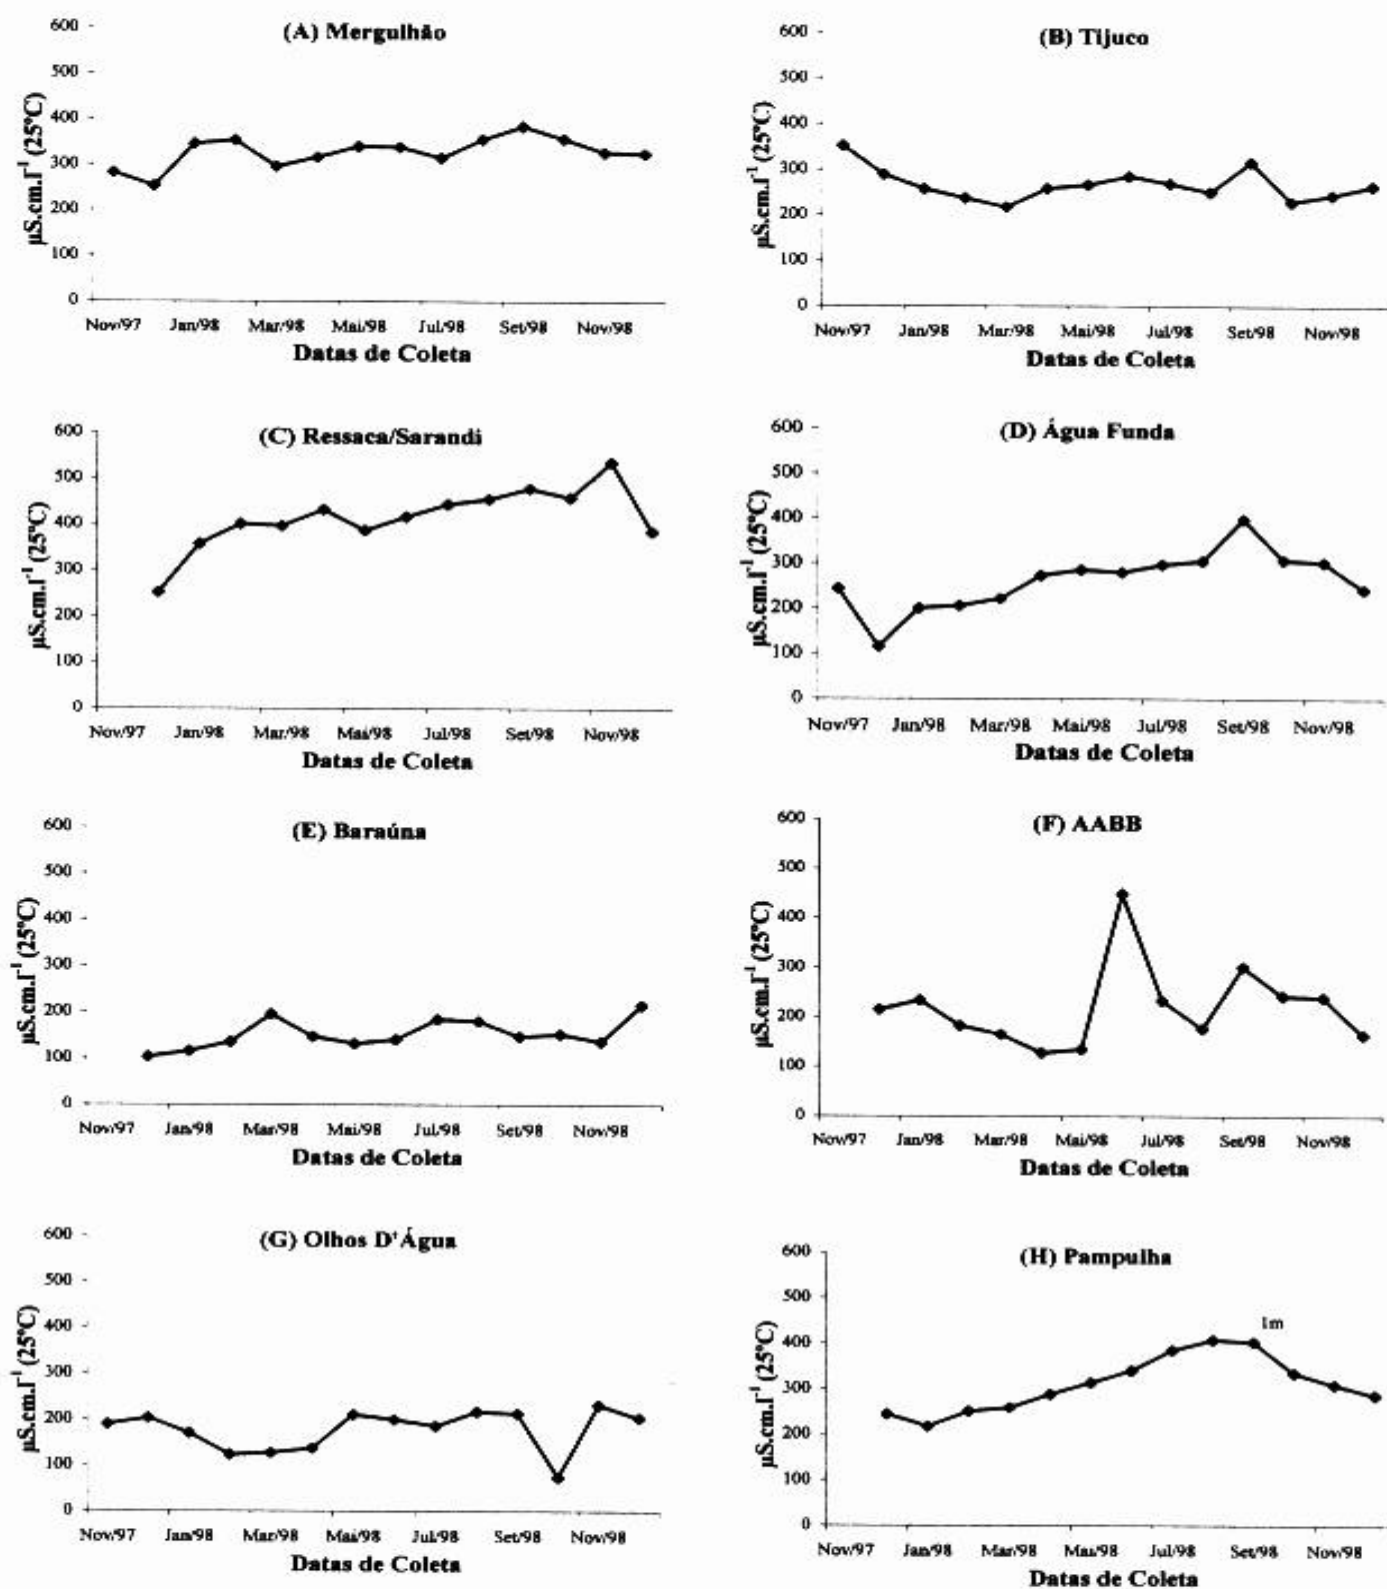 (A) Mergulhão
600
500
400
300
200
100
0
µS.cm.l⁻¹ (25ºC)
Nov/97 Jan/98 Mar/98 Mai/98 Jul/98 Set/98 Nov/98
Datas de Coleta
(B) Tijuco
600
500
400
300
200
100
0
µS.cm.l⁻¹ (25ºC)
Nov/97 Jan/98 Mar/98 Mai/98 Jul/98 Set/98 Nov/98
Datas de Coleta
(C) Ressaca/Sarandi
600
500
400
300
200
100
0
µS.cm.l⁻¹ (25ºC)
Nov/97 Jan/98 Mar/98 Mai/98 Jul/98 Set/98 Nov/98
Datas de Coleta
(D) Água Funda
600
500
400
300
200
100
0
µS.cm.l⁻¹ (25ºC)
Nov/97 Jan/98 Mar/98 Mai/98 Jul/98 Set/98 Nov/98
Datas de Coleta
(E) Baraúna
600
500
400
300
200
100
0
µS.cm.l⁻¹ (25ºC)
Nov/97 Jan/98 Mar/98 Mai/98 Jul/98 Set/98 Nov/98
Datas de Coleta
(F) AABB
600
500
400
300
200
100
0
µS.cm.l⁻¹ (25ºC)
Nov/97 Jan/98 Mar/98 Mai/98 Jul/98 Set/98 Nov/98
Datas de Coleta
(G) Olhos D'Água
600
500
400
300
200
100
0
µS.cm.l⁻¹ (25ºC)
Nov/97 Jan/98 Mar/98 Mai/98 Jul/98 Set/98 Nov/98
Datas de Coleta
(H) Pampulha
600
500
400
300
200
100
0
µS.cm.l⁻¹ (25ºC)
1m
Nov/97 Jan/98 Mar/98 Mai/98 Jul/98 Set/98 Nov/98
Datas de Coleta